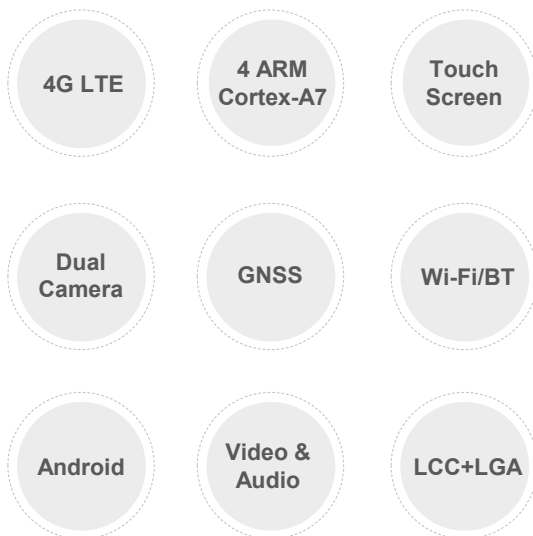 4G LTE
4 ARM
Cortex-A7
Touch
Screen
Dual
Camera
GNSS
Wi-Fi/BT
Android
Video &
Audio
LCC+LGA